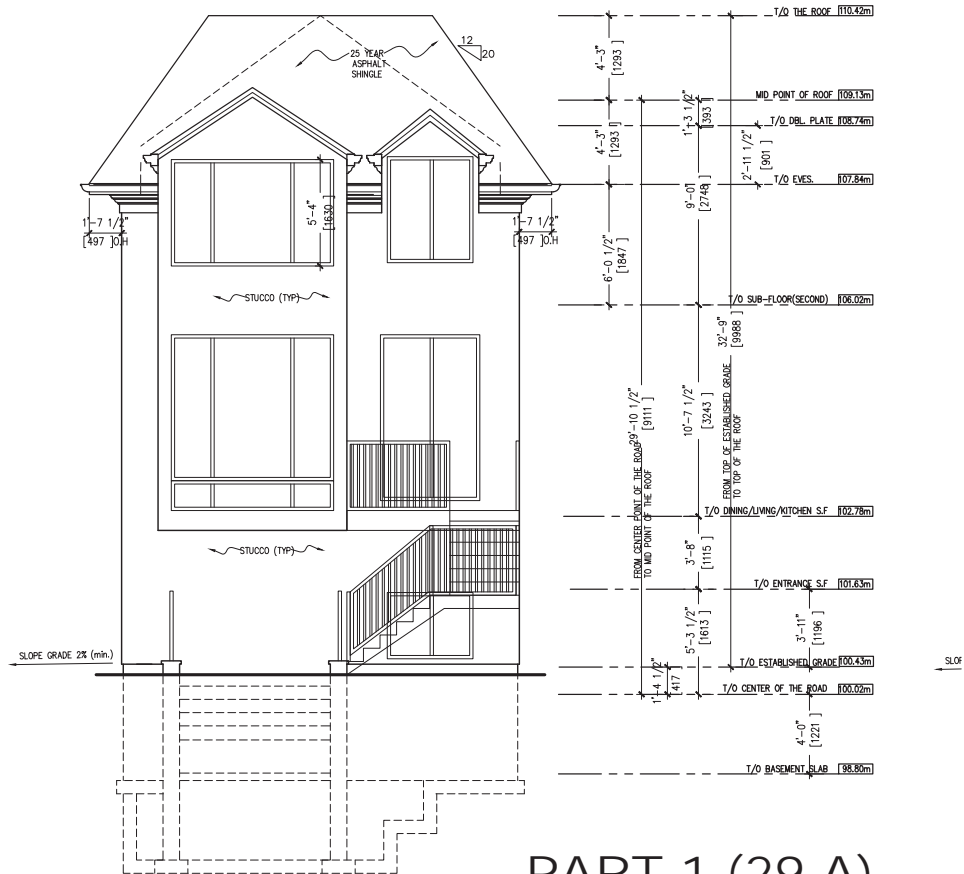 T/O THE ROOF 110.42m
12
20
25 YEAR
ASPHALT
SHINGLE
4'-3"
[1293 ]
MID POINT OF ROOF 109.13m
1'-3 1/2"
[393 ]
T/O DBL. PLATE 108.74m
4'-3"
[1293 ]
2'-11 1/2"
[901 ]
T/O EVES. 107.84m
9'-0"
[2748 ]
5'-4"
[1630 ]
1'-7 1/2"
[497 ]O.H
1'-7 1/2"
[497 ]O.H
6'-0 1/2"
[1847 ]
STUCCO (TYP)
T/O SUB-FLOOR(SECOND) 106.02m
32'-9"
[9988 ]
FROM TOP OF ESTABLISHED GRADE
TO TOP OF THE ROOF
29'-10 1/2"
[9111 ]
FROM CENTER POINT OF THE ROAD
TO MID POINT OF THE ROOF
10'-7 1/2"
[3243 ]
T/O DINING/LIVING/KITCHEN S.F 102.78m
STUCCO (TYP)
3'-8"
[1115 ]
T/O ENTRANCE S.F 101.63m
5'-3 1/2"
[1613 ]
3'-11"
[1196 ]
SLOPE GRADE 2% (min.)
T/O ESTABLISHED GRADE 100.43m
SLOP
1'-4 1/2"
[417 ]
T/O CENTER OF THE ROAD 100.02m
4'-0"
[1221 ]
T/O BASEMENT SLAB 98.80m
PART 1 (29 A)